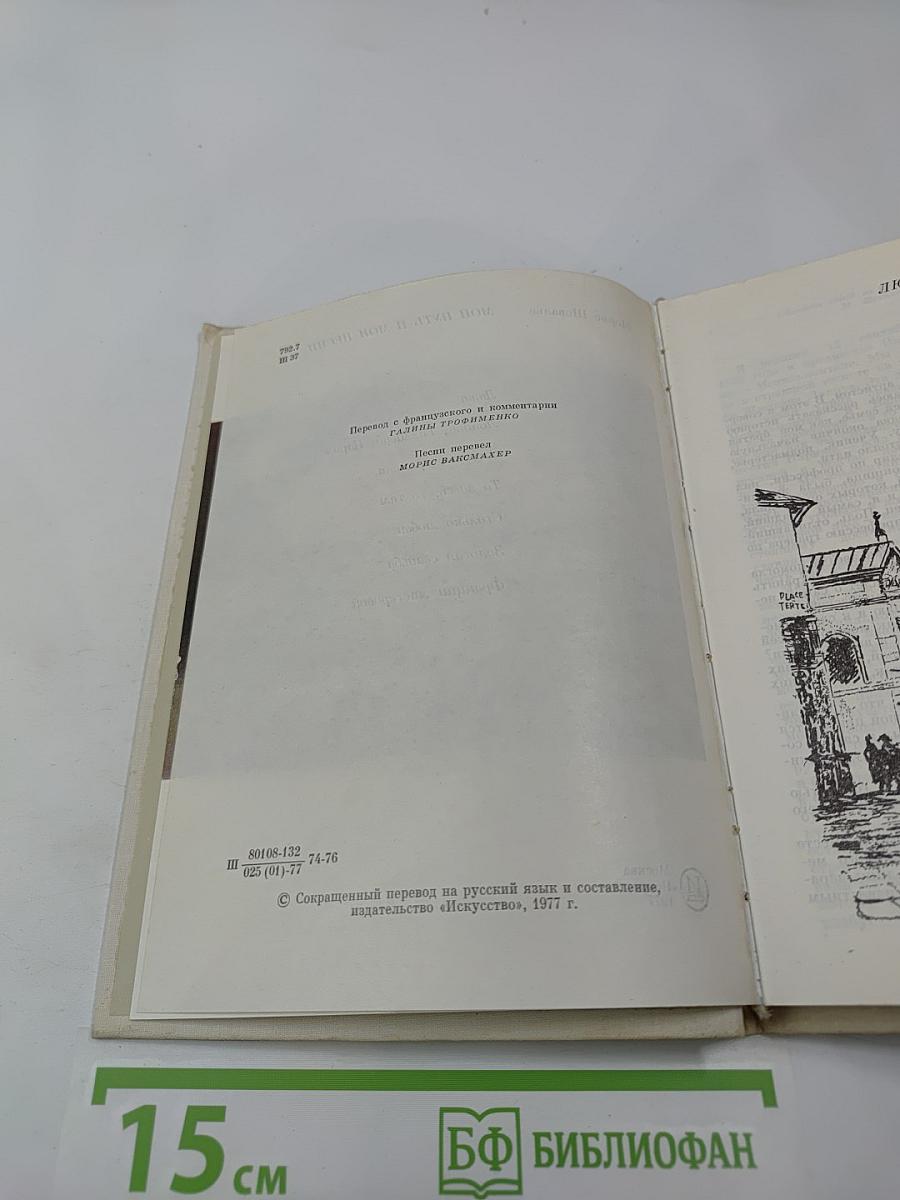 792.7
Ш 37
Перевод с французского и комментарии
ГАЛИНЫ ТРОФИМЕНКО
Песни перевел
МОРИС ВАКСМАХЕР
Ш 80108-132 74-76
025 (01)-77
© Сокращенный перевод на русский язык и составление,
издательство «Искусство», 1977 г.
ЛЮ
PLACE
TERTE
15 см
БФ БИБЛИОФАН